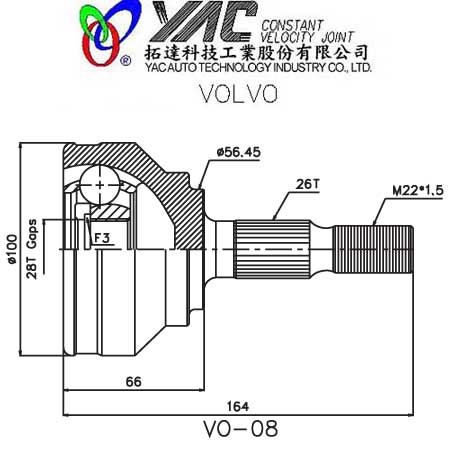 YAC CONSTANT
VELOCITY JOINT
®
拓達科技工業股份有限公司
YAC AUTO TECHNOLOGY INDUSTRY CO., LTD.
VOLVO
ø56.45
26T
M22*1.5
ø100
28T Gaps
F3
66
164
VO-08